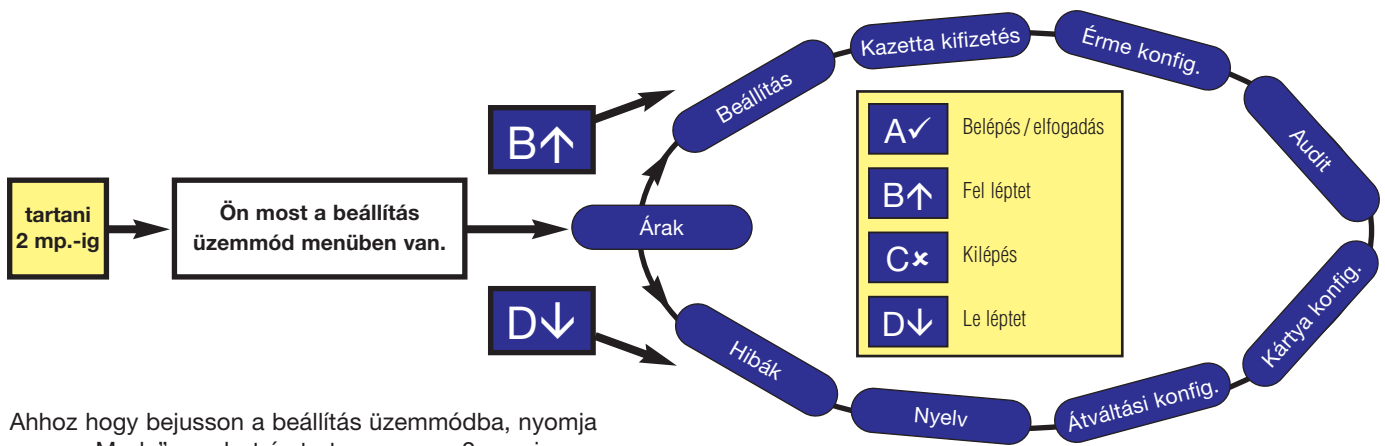 tartani
2 mp.-ig
Ön most a beállítás
üzemmód menüben van.
B↑
D↓
Árak
Beállítás
Kazetta kifizetés
Érme konfig.
Audit
Kártya konfig.
Átváltási konfig.
Nyelv
Hibák
A✓ Belépés / elfogadás
B↑ Fel léptet
C✗ Kilépés
D↓ Le léptet
Ahhoz hogy bejusson a beállítás üzemmódba, nyomja